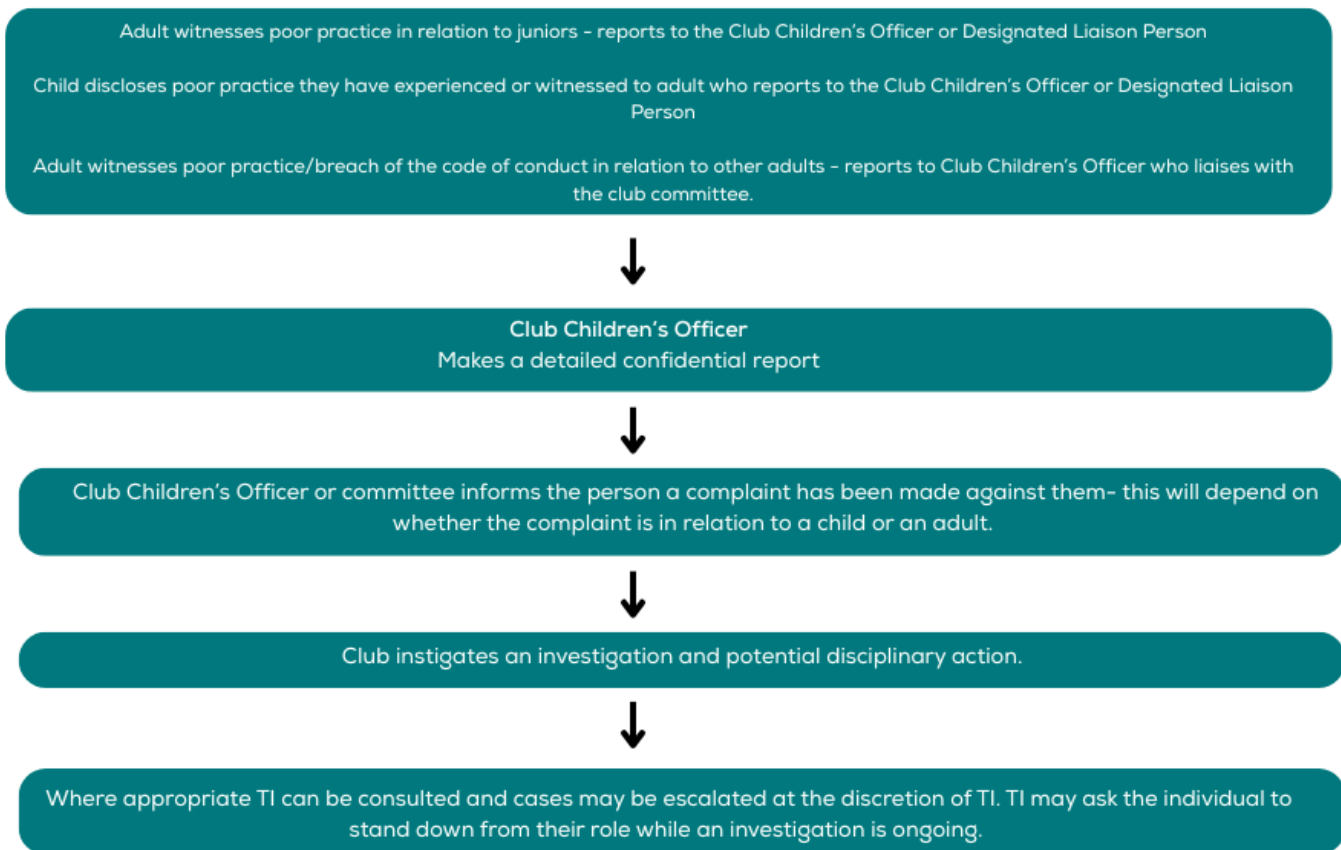 Adult witnesses poor practice in relation to juniors - reports to the Club Children's Officer or Designated Liaison Person
Child discloses poor practice they have experienced or witnessed to adult who reports to the Club Children's Officer or Designated Liaison
Person
Adult witnesses poor practice/breach of the code of conduct in relation to other adults - reports to Club Children's Officer who liaises with
the club committee.
Club Children's Officer
Makes a detailed confidential report
Club Children's Officer or committee informs the person a complaint has been made against them- this will depend on
whether the complaint is in relation to a child or an adult.
Club instigates an investigation and potential disciplinary action.
Where appropriate TI can be consulted and cases may be escalated at the discretion of TI. TI may ask the individual to
stand down from their role while an investigation is ongoing.